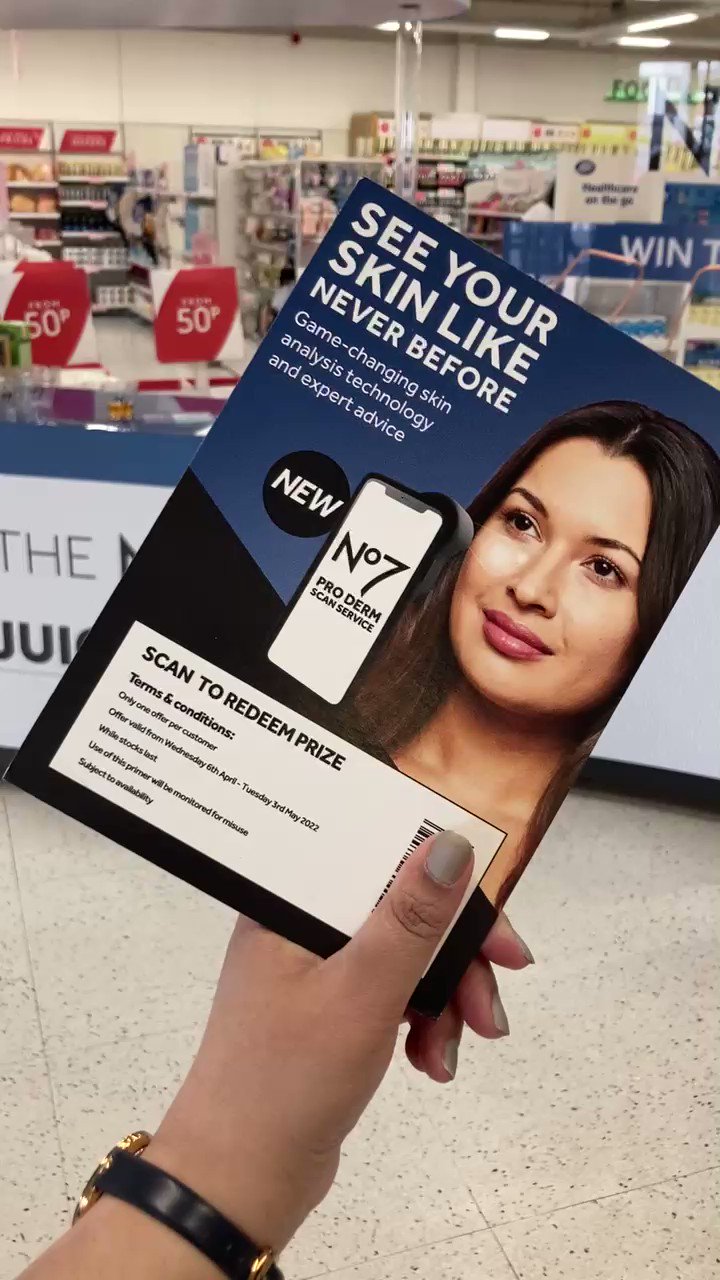 FROM
50P
FROM
50P
Healthcare
on the go
WIN
SEE YOUR
SKIN LIKE
NEVER BEFORE
Game-changing skin
analysis technology
and expert advice
NEW
No7
PRO DERM
SCAN SERVICE
THE
SCAN TO REDEEM PRIZE
Terms & conditions:
Only one offer per customer
Offer valid from Wednesday 6th April - Tuesday 3rd May 2022
While stocks last
Use of this primer will be monitored for misuse
Subject to availability